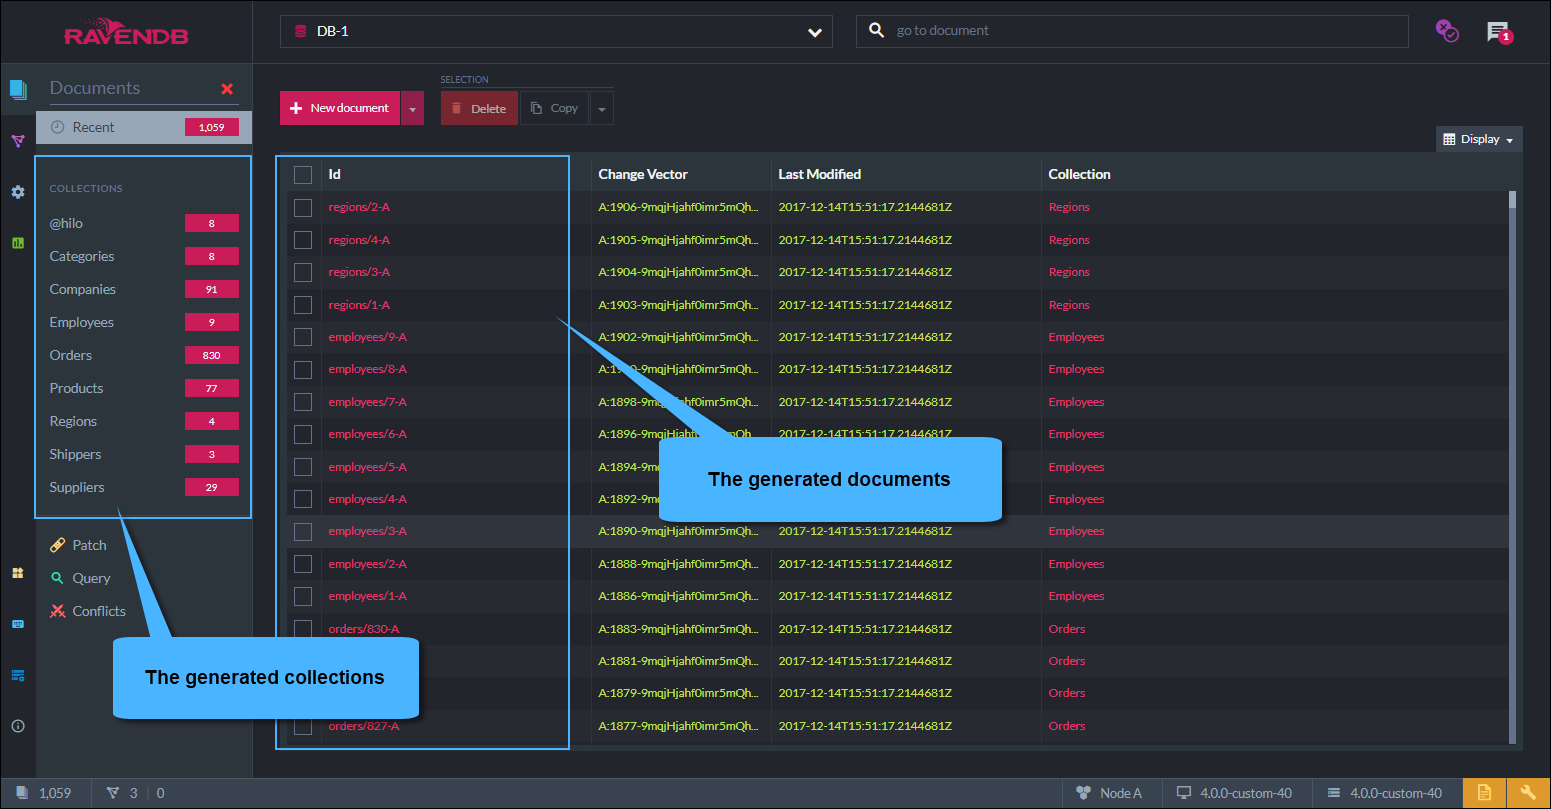 RAVENDB
DB-1
go to document
1
Documents
SELECTION
New document
Delete
Copy
Recent 1,059
Display
COLLECTIONS
@hilo 8
Categories 8
Companies 91
Employees 9
Orders 830
Products 77
Regions 4
Shippers 3
Suppliers 29
Patch
Query
Conflicts
Id Change Vector Last Modified Collection
regions/2-A A:1906-9mqjHjahf0imr5mQh... 2017-12-14T15:51:17.2144681Z Regions
regions/4-A A:1905-9mqjHjahf0imr5mQh... 2017-12-14T15:51:17.2144681Z Regions
regions/3-A A:1904-9mqjHjahf0imr5mQh... 2017-12-14T15:51:17.2144681Z Regions
regions/1-A A:1903-9mqjHjahf0imr5mQh... 2017-12-14T15:51:17.2144681Z Regions
employees/9-A A:1902-9mqjHjahf0imr5mQh... 2017-12-14T15:51:17.2144681Z Employees
employees/8-A 2017-12-14T15:51:17.2144681Z Employees
employees/7-A A:1898-9mqjHjahf0imr5mQh... 2017-12-14T15:51:17.2144681Z Employees
employees/6-A A:1896-9mqjHjahf0imr5mQh... 2017-12-14T15:51:17.2144681Z Employees
employees/5-A A:1894-9mq Employees
employees/4-A A:1892-9mq Employees
The generated documents
employees/3-A A:1890-9mqjHjahf0imr5mQh... 2017-12-14T15:51:17.2144681Z Employees
employees/2-A A:1888-9mqjHjahf0imr5mQh... 2017-12-14T15:51:17.2144681Z Employees
employees/1-A A:1886-9mqjHjahf0imr5mQh... 2017-12-14T15:51:17.2144681Z Employees
orders/830-A A:1883-9mqjHjahf0imr5mQh... 2017-12-14T15:51:17.2144681Z Orders
A:1881-9mqjHjahf0imr5mQh... 2017-12-14T15:51:17.2144681Z Orders
The generated collections
A:1879-9mqjHjahf0imr5mQh... 2017-12-14T15:51:17.2144681Z Orders
orders/827-A A:1877-9mqjHjahf0imr5mQh... 2017-12-14T15:51:17.2144681Z Orders
1,059 3 | 0 Node A 4.0.0-custom-40 4.0.0-custom-40